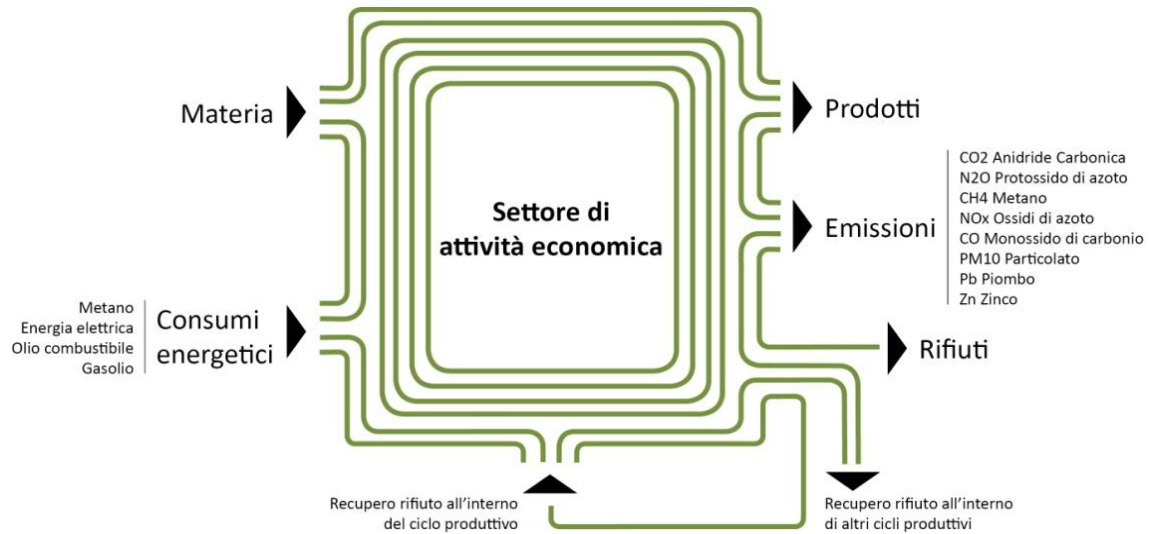 Materia
Prodotti
CO2 Anidride Carbonica
N2O Protossido di azoto
CH4 Metano
NOx Ossidi di azoto
CO Monossido di carbonio
PM10 Particolato
Pb Piombo
Zn Zinco
Emissioni
Settore di
attività economica
Metano
Energia elettrica
Olio combustibile
Gasolio
Consumi
energetici
Rifiuti
Recupero rifiuto all’interno
del ciclo produttivo
Recupero rifiuto all’interno
di altri cicli produttivi